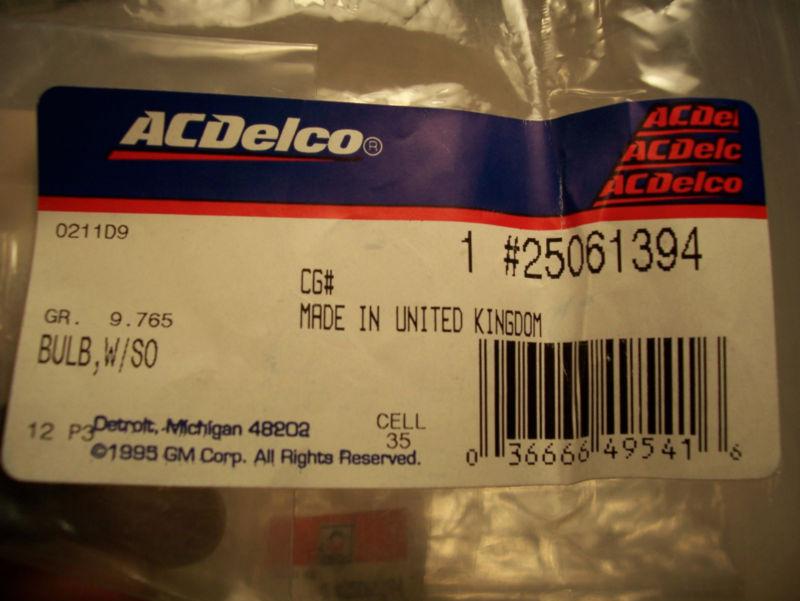 ACDelco®
ACDel
ACDelc
ACDelco
0211D9
1 #25061394
CG#
GR. 9.765
MADE IN UNITED KINGDOM
BULB,W/SO
12 P3
Detroit, Michigan 48202
CELL
35
©1995 GM Corp. All Rights Reserved.
0 36666 49541 6